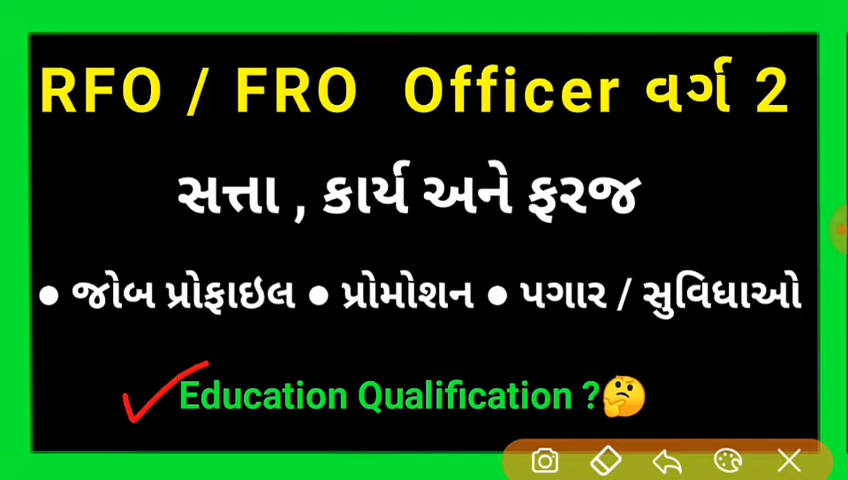 RFO / FRO Officer વર્ગ 2
સત્તા , કાર્ય અને ફરજ
● જોબ પ્રોફાઇલ ● પ્રોમોશન ● પગાર / સુવિધાઓ
Education Qualification ?🤔